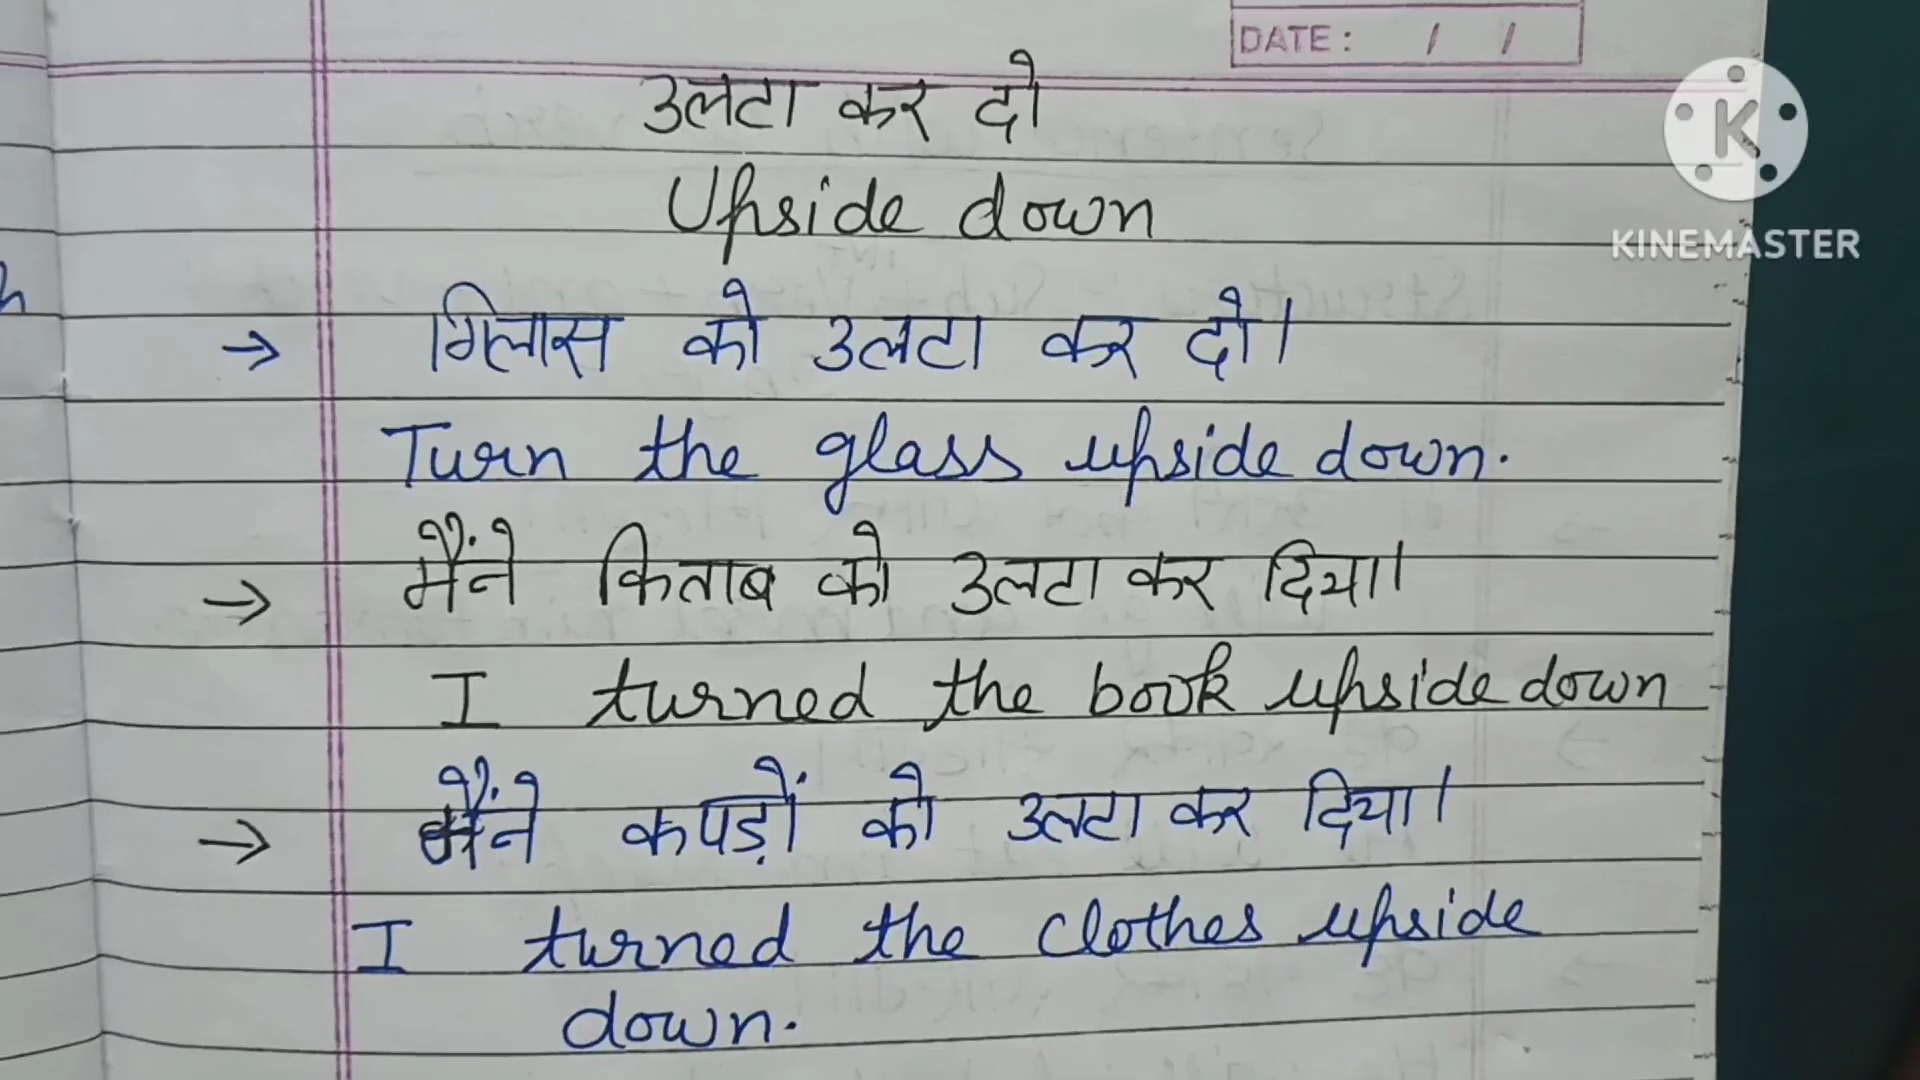 DATE: / /
उलटा कर दो
Upside down
→ गिलास को उलटा कर दो।
Turn the glass upside down.
→ मैंने किताब को उलटा कर दिया।
I turned the book upside down
→ मैंने कपड़ों को उलटा कर दिया।
I turned the clothes upside
down.
KINEMASTER